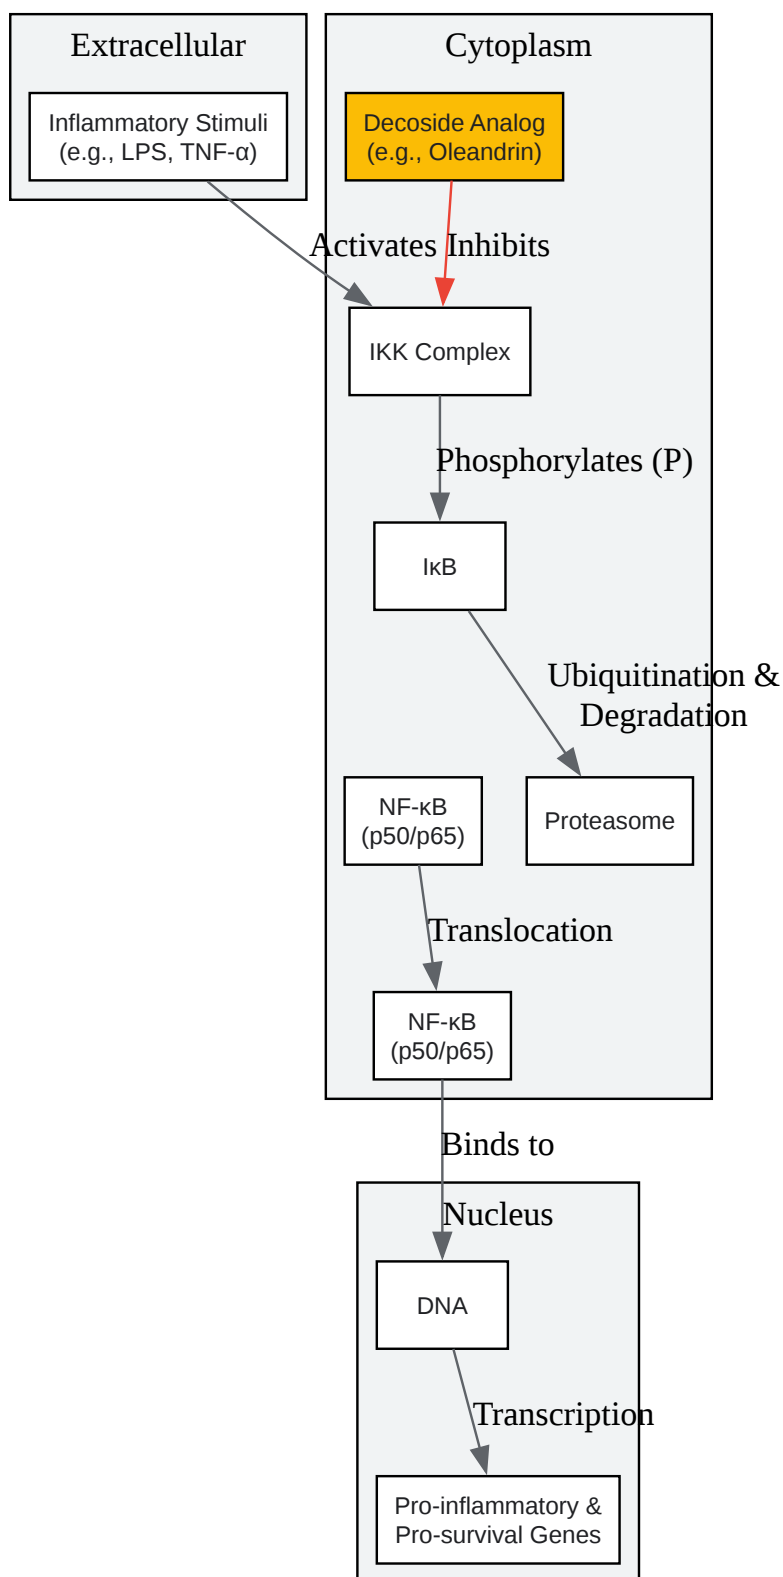 Extracellular
Cytoplasm
Inflammatory Stimuli
(e.g., LPS, TNF-α)
Decoside Analog
(e.g., Oleandrin)
Activates
Inhibits
IKK Complex
Phosphorylates (P)
IκB
Ubiquitination &
Degradation
NF-κB
(p50/p65)
Proteasome
Translocation
NF-κB
(p50/p65)
Binds to
Nucleus
DNA
Transcription
Pro-inflammatory &
Pro-survival Genes